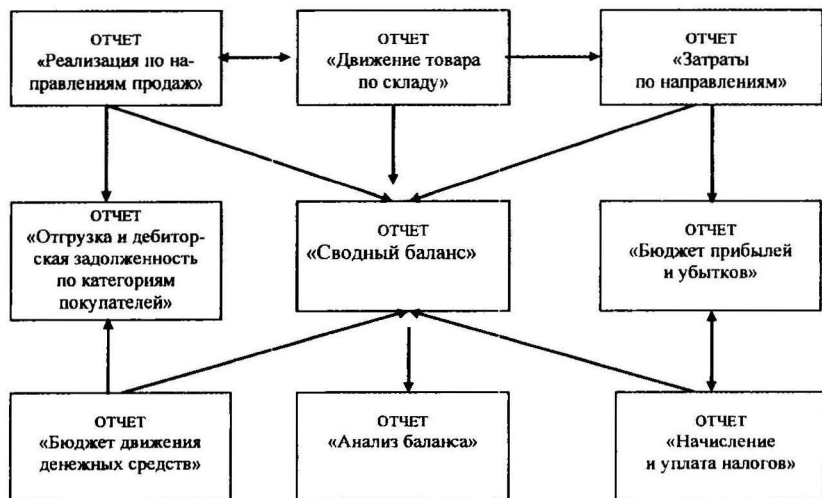 ОТЧЕТ
«Реализация по на-
правлениям продаж»
ОТЧЕТ
«Движение товара
по складу»
ОТЧЕТ
«Затраты
по направлениям»
ОТЧЕТ
«Отгрузка и дебитор-
ская задолженность
по категориям
покупателей»
ОТЧЕТ
«Сводный баланс»
ОТЧЕТ
«Бюджет прибылей
и убытков»
ОТЧЕТ
«Бюджет движения
денежных средств»
ОТЧЕТ
«Анализ баланса»
ОТЧЕТ
«Начисление
и уплата налогов»